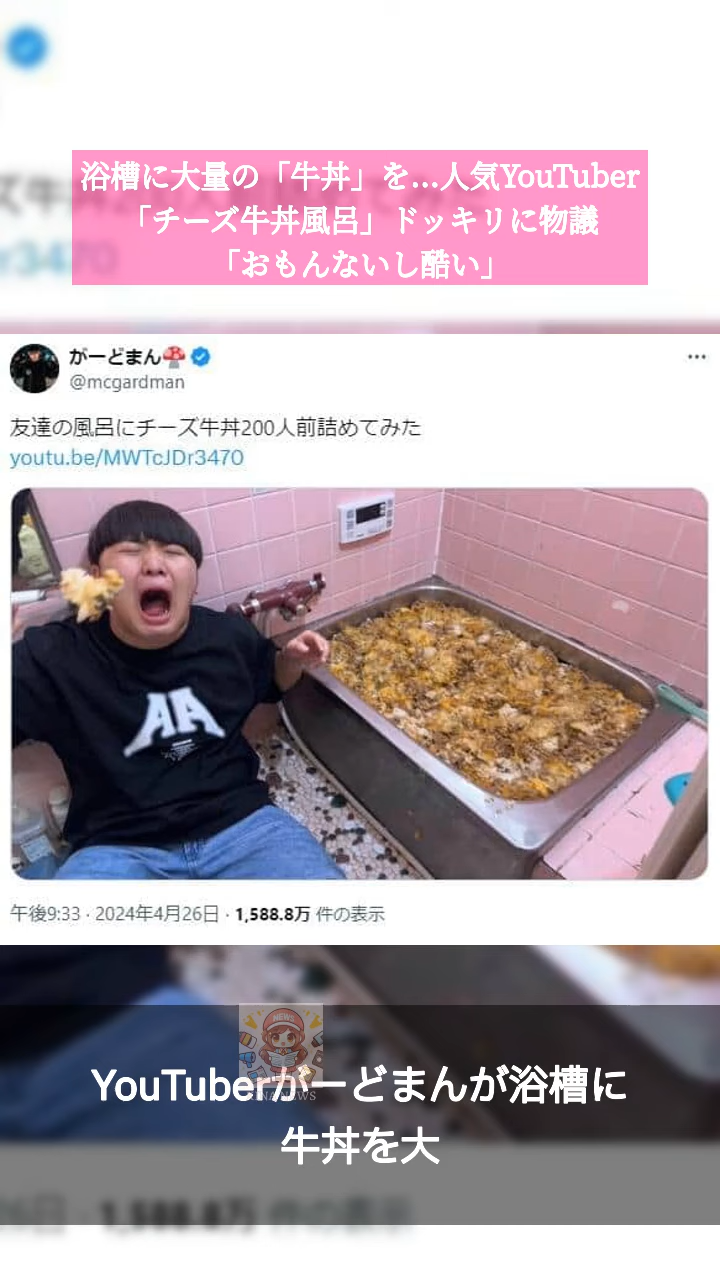 浴槽に大量の「牛丼」を…人気YouTuber
「チーズ牛丼風呂」ドッキリに物議
「おもんないし酷い」
がーどまん🍄
@mcgardman
友達の風呂にチーズ牛丼200人前詰めてみた
youtu.be/MWTcJDr3470
AA
午後9:33 · 2024年4月26日 · 1,588.8万 件の表示
NEWS
YouTuberがーどまんが浴槽に
牛丼を大